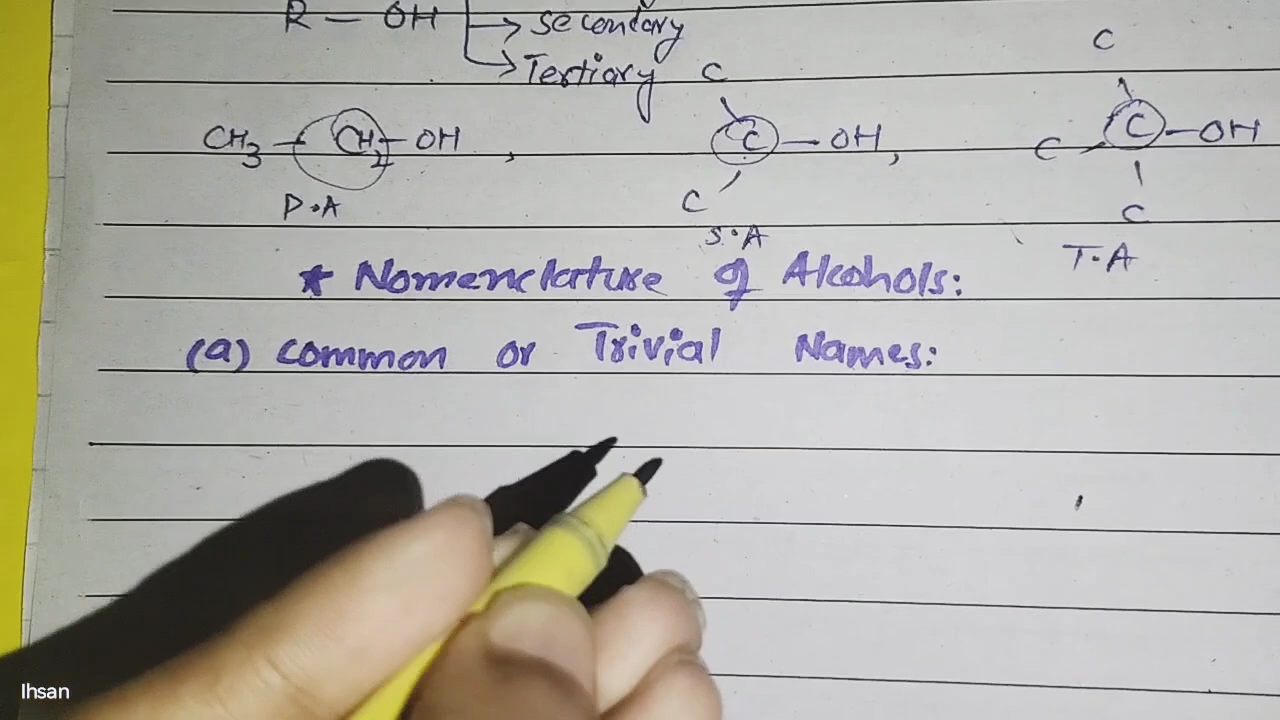 R — OH → secondary
→ Tertiary
CH3 — CH2 — OH , C C C — OH , C C C C — OH
P.A S.A T.A
* Nomenclature of Alcohols:
(a) common or Trivial Names:
Ihsan